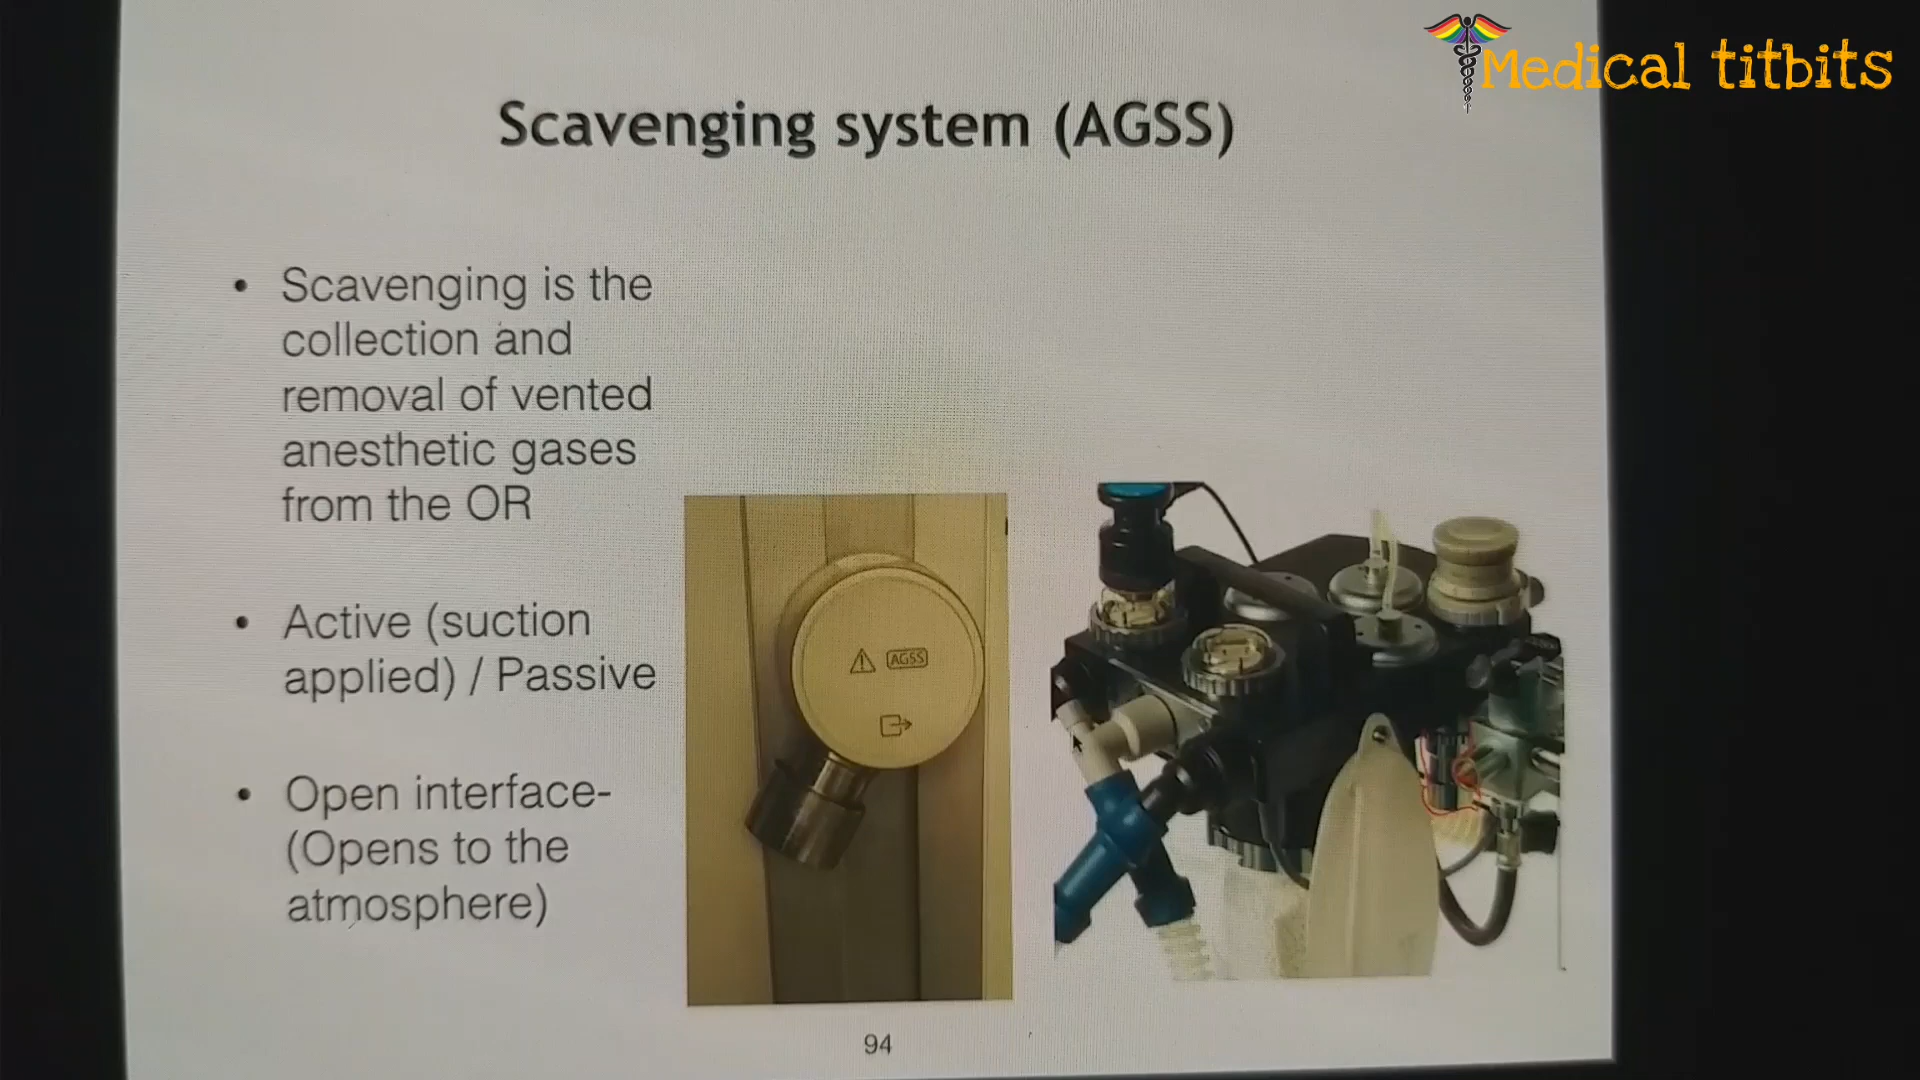 Medical titbits
Scavenging system (AGSS)
• Scavenging is the
collection and
removal of vented
anesthetic gases
from the OR
• Active (suction
applied) / Passive
• Open interface-
(Opens to the
atmosphere)
AGSS
94